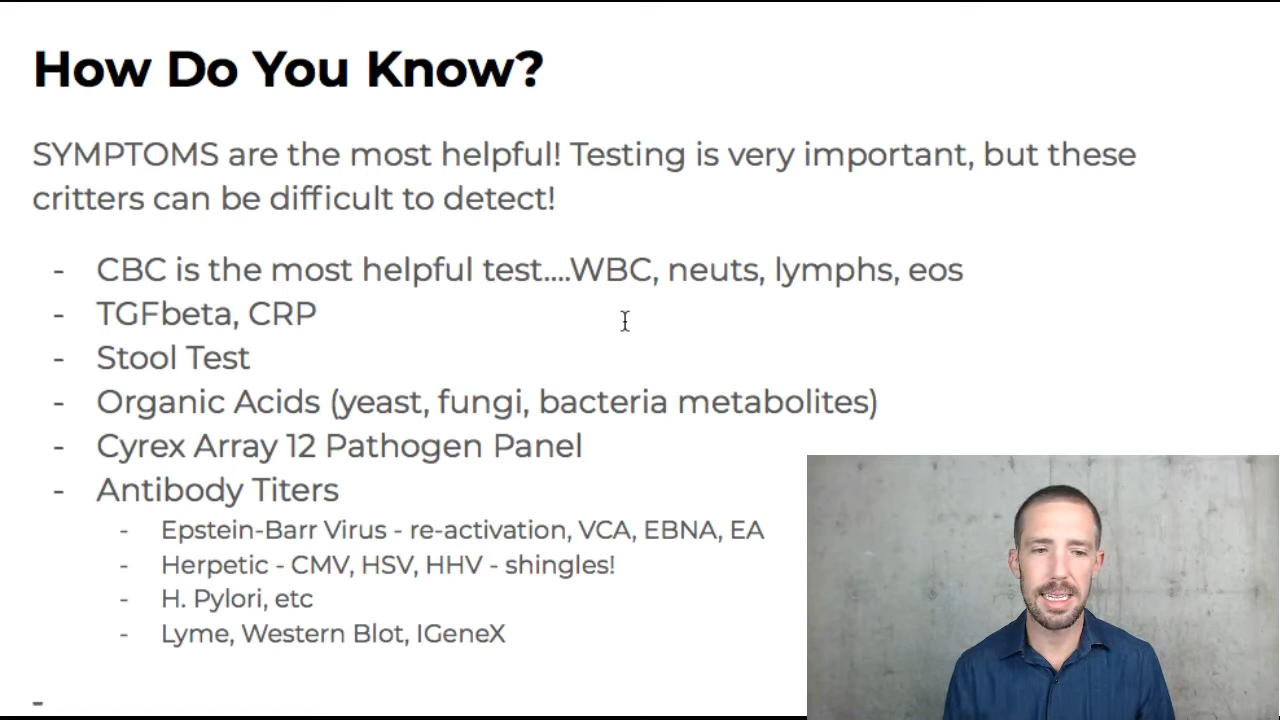 How Do You Know?
SYMPTOMS are the most helpful! Testing is very important, but these
critters can be difficult to detect!
- CBC is the most helpful test....WBC, neuts, lymphs, eos
- TGFbeta, CRP
- Stool Test
- Organic Acids (yeast, fungi, bacteria metabolites)
- Cyrex Array 12 Pathogen Panel
- Antibody Titers
- Epstein-Barr Virus - re-activation, VCA, EBNA, EA
- Herpetic - CMV, HSV, HHV - shingles!
- H. Pylori, etc
- Lyme, Western Blot, IGeneX
-